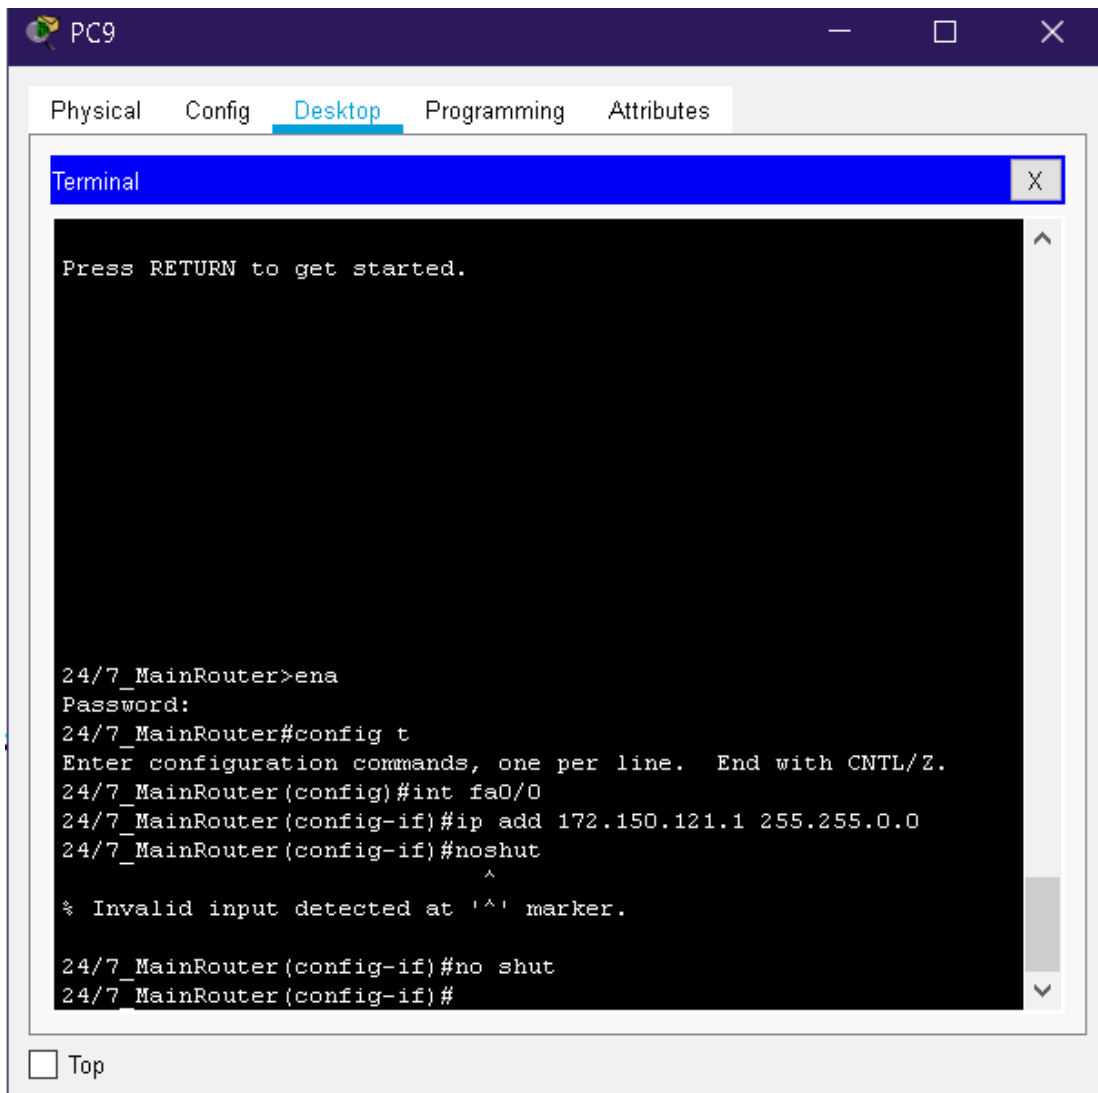 PC9
Physical Config Desktop Programming Attributes
Terminal X
Press RETURN to get started.
24/7_MainRouter>ena
Password:
24/7_MainRouter#config t
Enter configuration commands, one per line.  End with CNTL/Z.
24/7_MainRouter(config)#int fa0/0
24/7_MainRouter(config-if)#ip add 172.150.121.1 255.255.0.0
24/7_MainRouter(config-if)#noshut
^
% Invalid input detected at '^' marker.
24/7_MainRouter(config-if)#no shut
24/7_MainRouter(config-if)#
Top